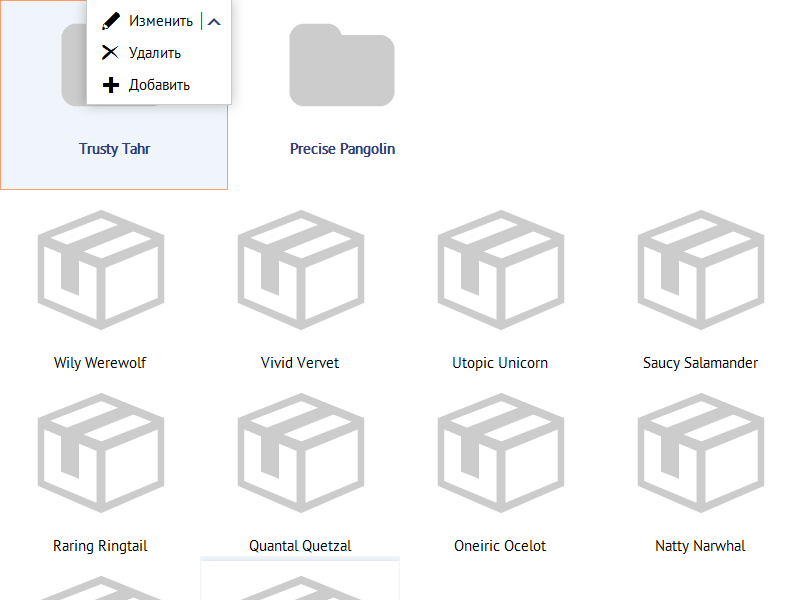 Изменить
Удалить
Добавить
Trusty Tahr
Precise Pangolin
Wily Werewolf
Vivid Vervet
Utopic Unicorn
Saucy Salamander
Raring Ringtail
Quantal Quetzal
Oneiric Ocelot
Natty Narwhal